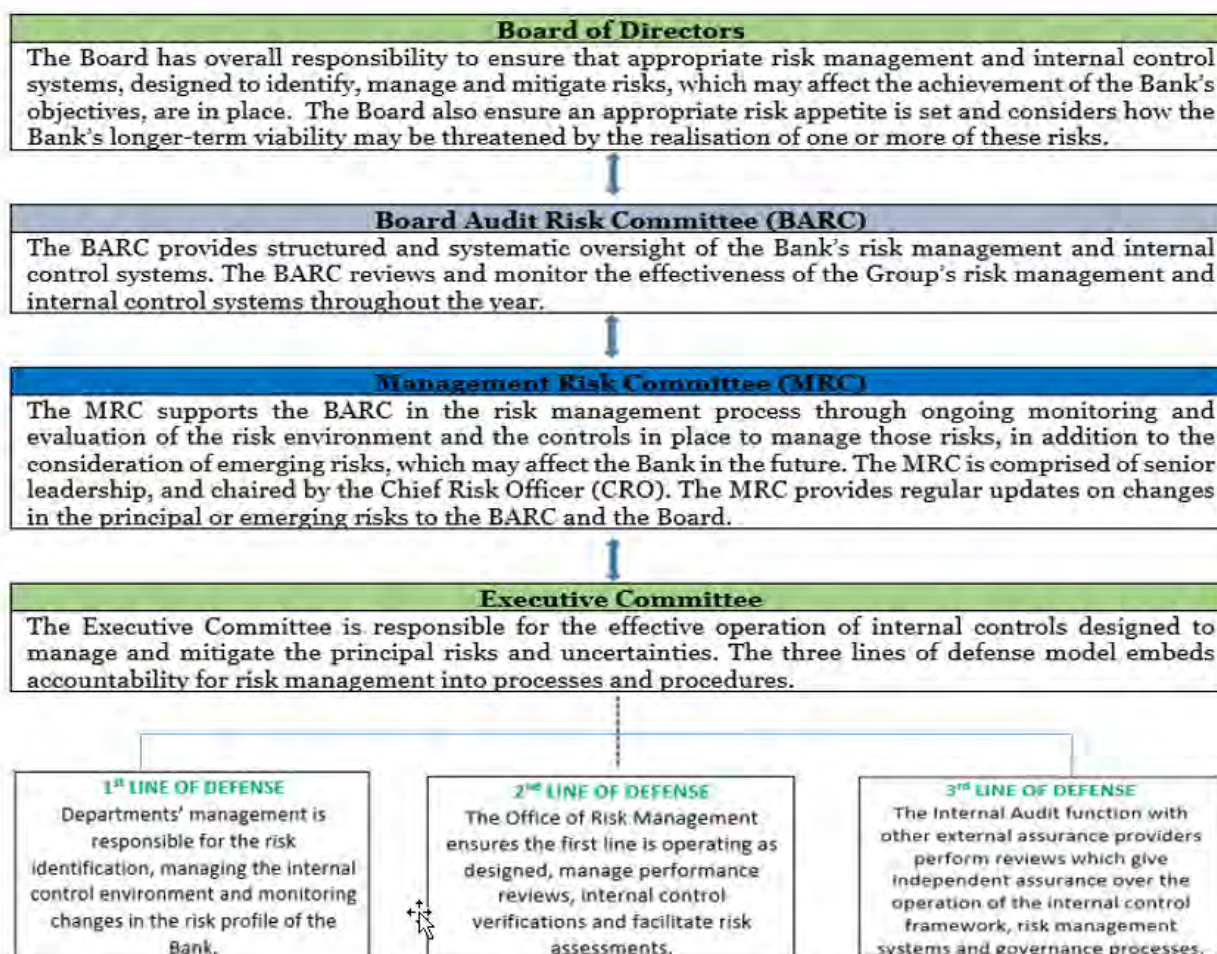 Board of Directors
The Board has overall responsibility to ensure that appropriate risk management and internal control
systems, designed to identify, manage and mitigate risks, which may affect the achievement of the Bank's
objectives, are in place. The Board also ensure an appropriate risk appetite is set and considers how the
Bank's longer-term viability may be threatened by the realisation of one or more of these risks.
Board Audit Risk Committee (BARC)
The BARC provides structured and systematic oversight of the Bank's risk management and internal
control systems. The BARC reviews and monitor the effectiveness of the Group's risk management and
internal control systems throughout the year.
Management Risk Committee (MRC)
The MRC supports the BARC in the risk management process through ongoing monitoring and
evaluation of the risk environment and the controls in place to manage those risks, in addition to the
consideration of emerging risks, which may affect the Bank in the future. The MRC is comprised of senior
leadership, and chaired by the Chief Risk Officer (CRO). The MRC provides regular updates on changes
in the principal or emerging risks to the BARC and the Board.
Executive Committee
The Executive Committee is responsible for the effective operation of internal controls designed to
manage and mitigate the principal risks and uncertainties. The three lines of defense model embeds
accountability for risk management into processes and procedures.
1st LINE OF DEFENSE
Departments' management is
responsible for the risk
identification, managing the internal
control environment and monitoring
changes in the risk profile of the
Bank.
2nd LINE OF DEFENSE
The Office of Risk Management
ensures the first line is operating as
designed, manage performance
reviews, internal control
verifications and facilitate risk
assessments.
3rd LINE OF DEFENSE
The Internal Audit function with
other external assurance providers
perform reviews which give
independent assurance over the
operation of the internal control
framework, risk management
systems and governance processes.